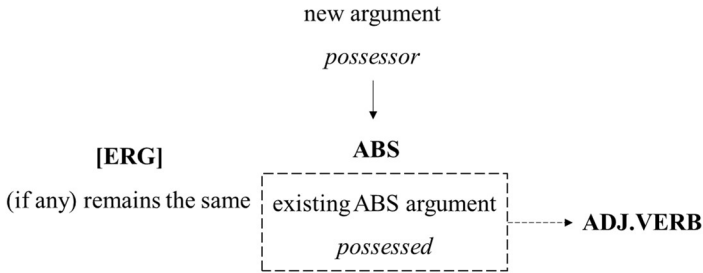 new argument
possessor
[ERG]
(if any) remains the same
ABS
existing ABS argument
possessed
ADJ.VERB